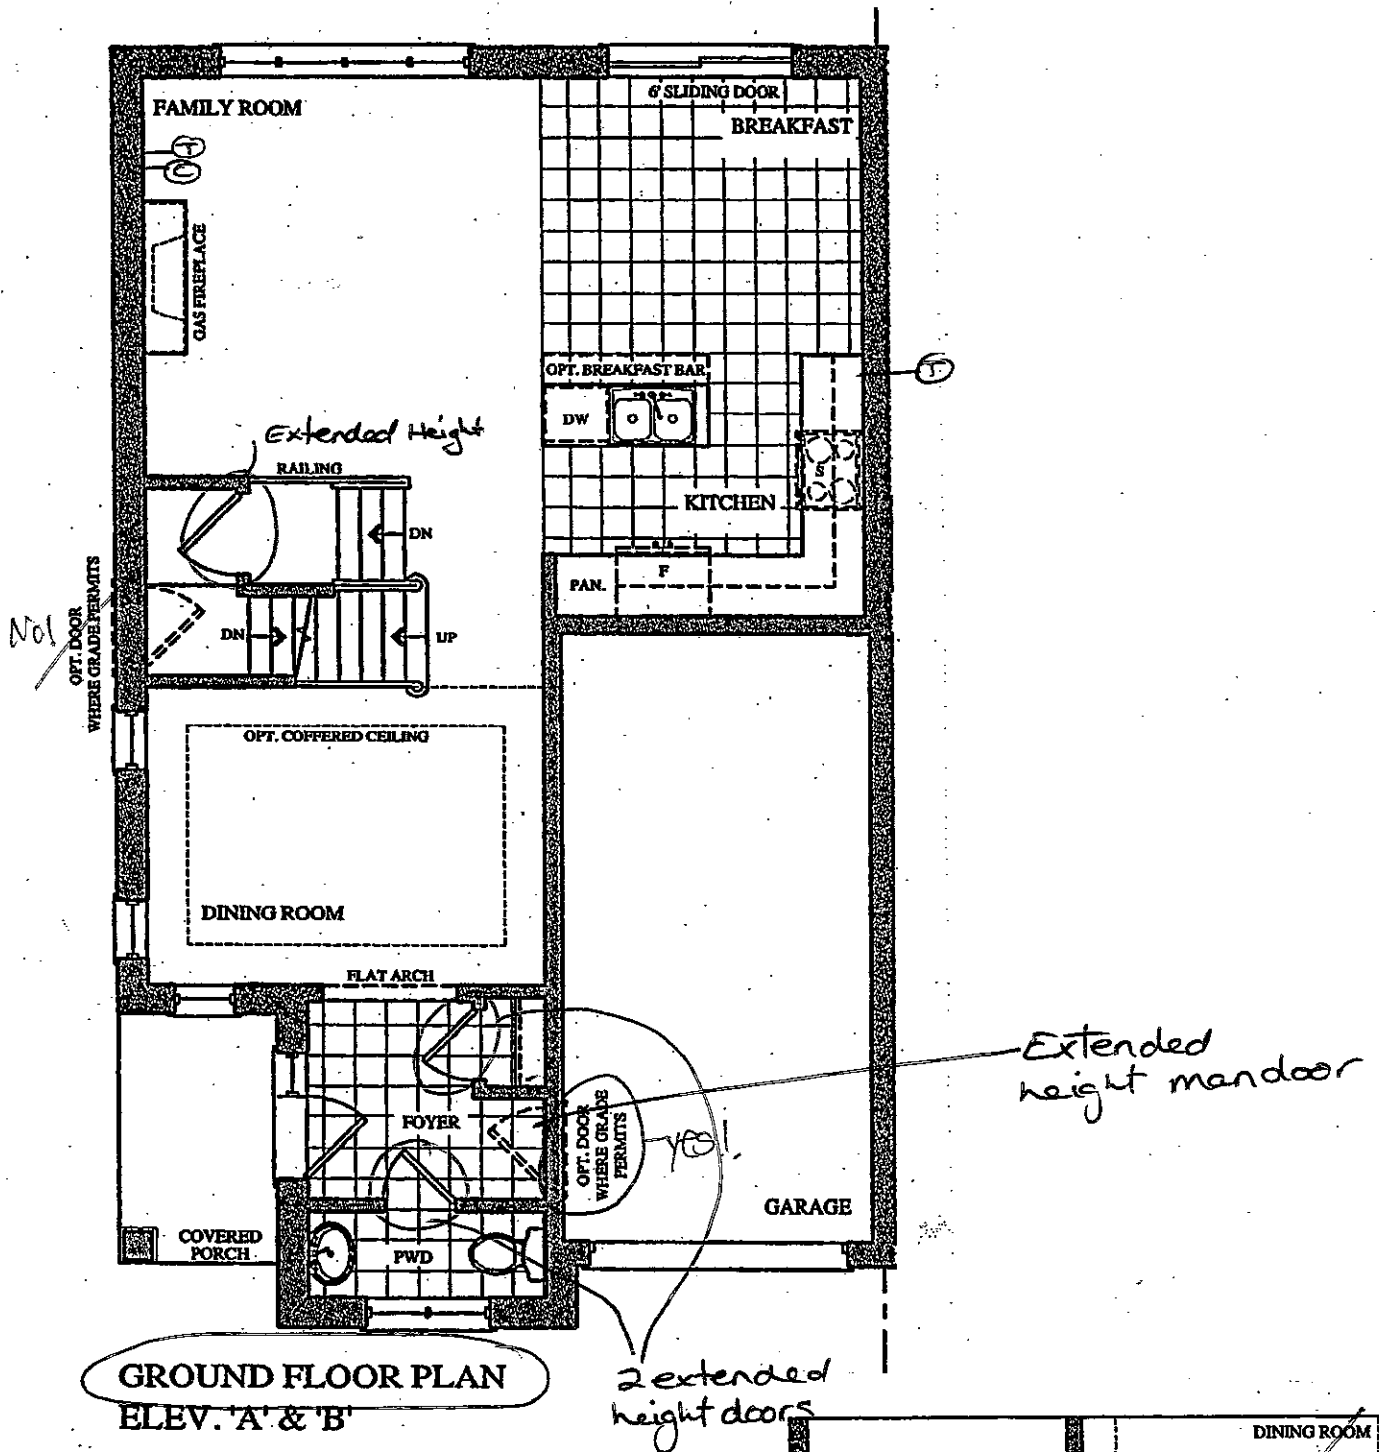 6' SLIDING DOOR
FAMILY ROOM
BREAKFAST
T
C
GAS FIREPLACE
OPT. BREAKFAST BAR
T
DW
Extended Height
RAILING
S
KITCHEN
DN
F
PAN.
No!
OPT. DOOR
WHERE GRADE PERMITS
DN
UP
OPT. COFFERED CEILING
DINING ROOM
FLAT ARCH
Extended
height mandoor
FOYER
OPT. DOOR
WHERE GRADE
PERMITS
yes!
GARAGE
COVERED
PORCH
PWD
GROUND FLOOR PLAN
ELEV. 'A' & 'B'
2 extended
height doors
DINING ROOM